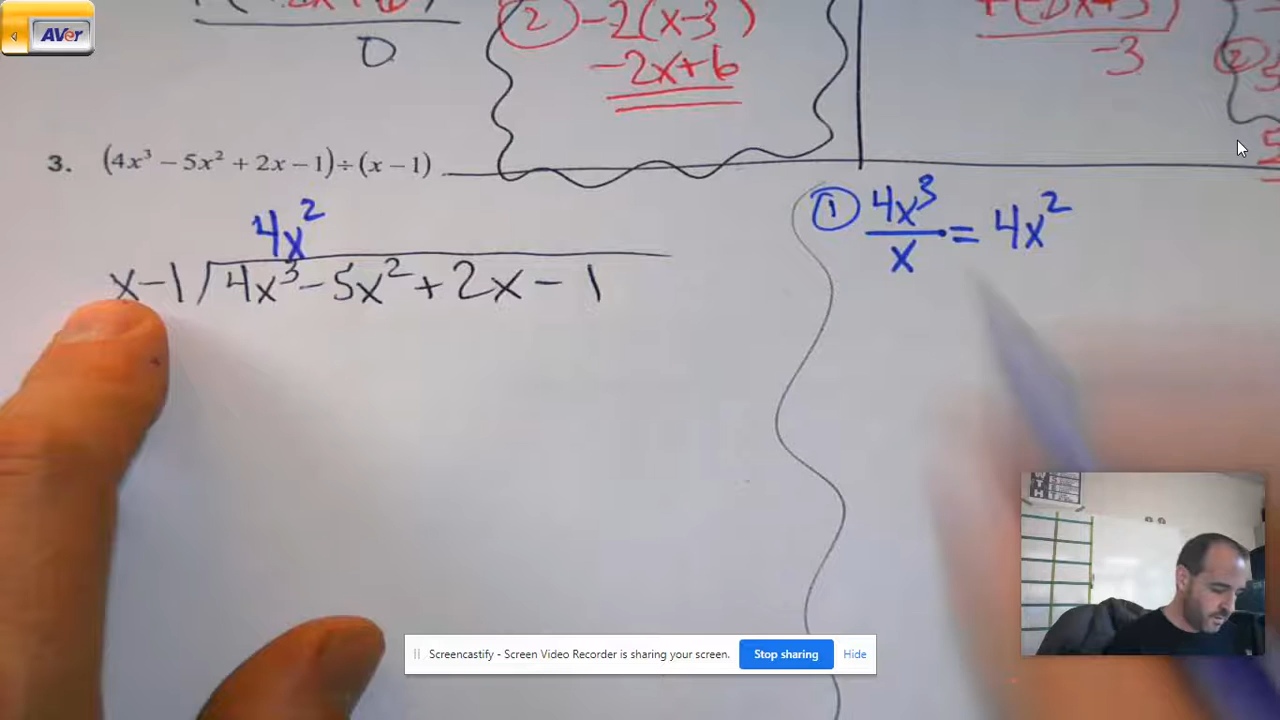 AVer
0
② -2(x-3)
-2x+6
-3
3. (4x³ − 5x² + 2x − 1) ÷ (x − 1)
4x²
x-1 4x³-5x²+2x-1
① 4x³/x = 4x²
Screencastify - Screen Video Recorder is sharing your screen. Stop sharing Hide